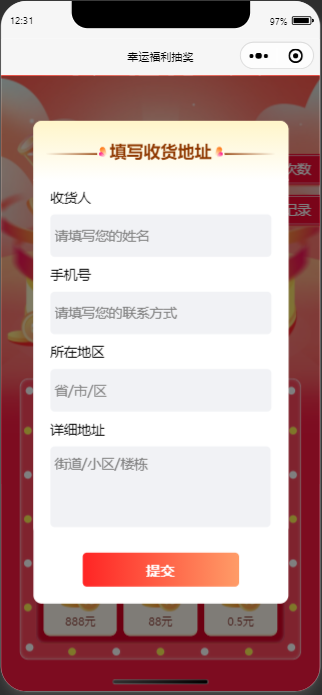 12:31
97%
幸运福利抽奖
填写收货地址
次数
收货人
记录
请填写您的姓名
手机号
请填写您的联系方式
所在地区
省/市/区
详细地址
街道/小区/楼栋
提交
888元
88元
0.5元